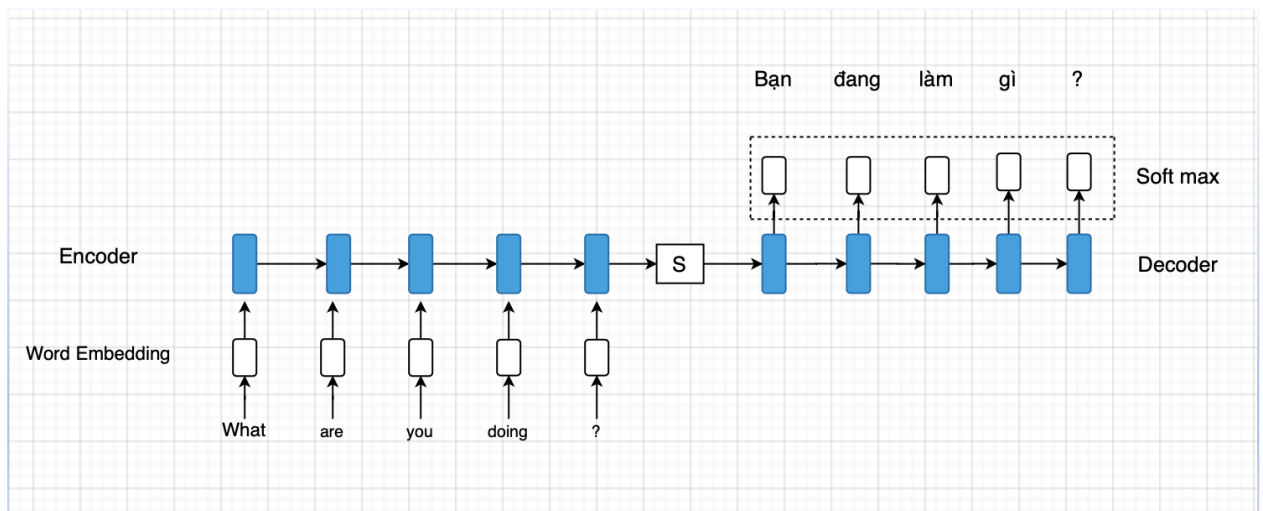 Bạn đang làm gì ?
Soft max
Encoder
S
Decoder
Word Embedding
What are you doing ?